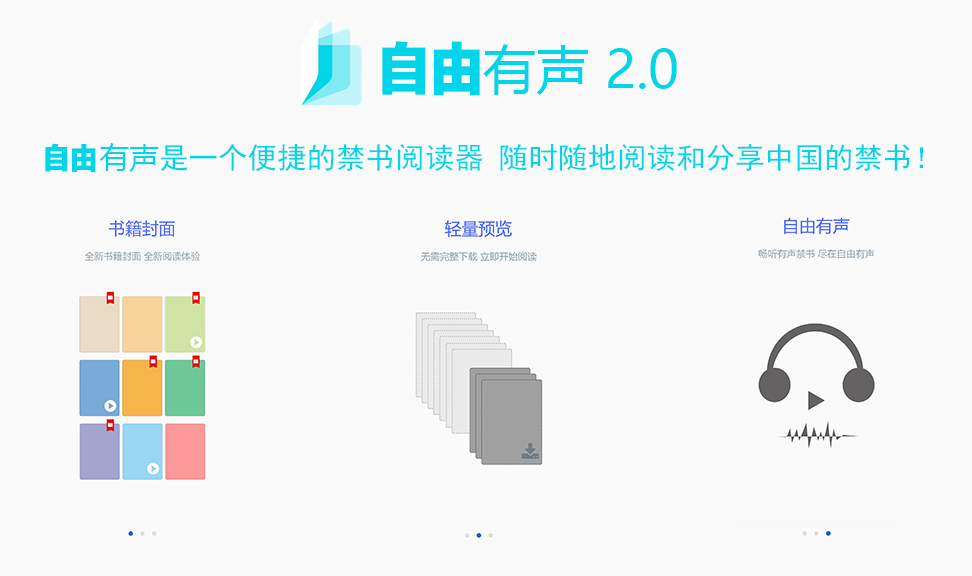 自由有声 2.0
自由有声是一个便捷的禁书阅读器 随时随地阅读和分享中国的禁书！
书籍封面
全新书籍封面 全新阅读体验
轻量预览
无需完整下载 立即开始阅读
自由有声
畅听有声禁书 尽在自由有声